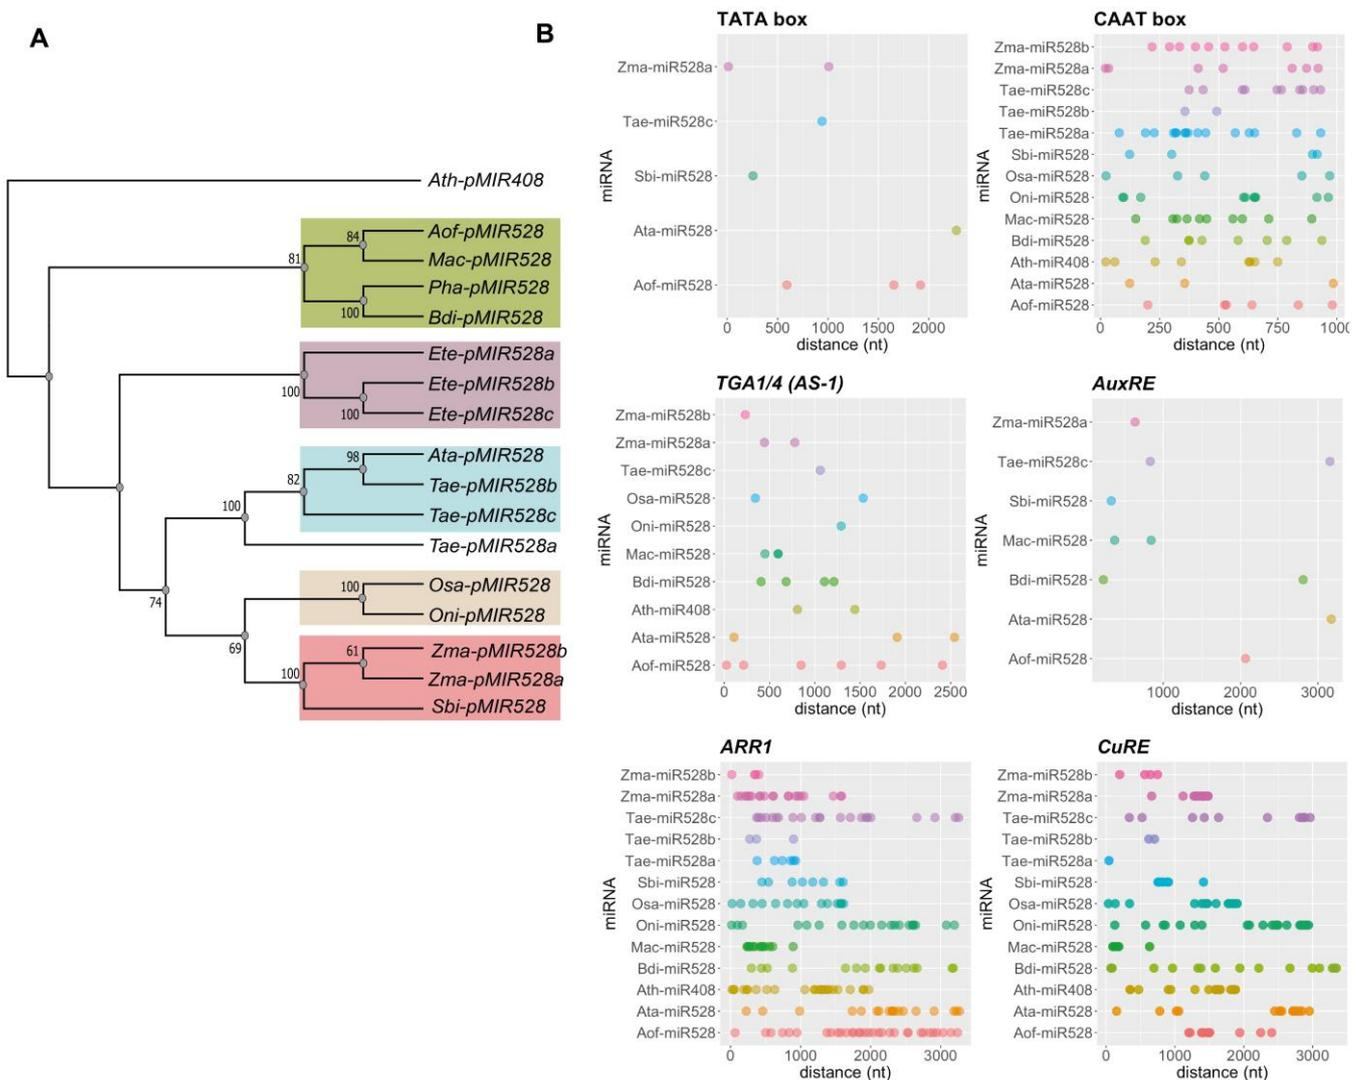 A
B
Ath-pMIR408
Aof-pMIR528
84
Mac-pMIR528
81
Pha-pMIR528
100
Bdi-pMIR528
Ete-pMIR528a
Ete-pMIR528b
100
Ete-pMIR528c
100
Ata-pMIR528
98
Tae-pMIR528b
82
Tae-pMIR528c
100
Tae-pMIR528a
Osa-pMIR528
100
Oni-pMIR528
74
69
Zma-pMIR528b
61
Zma-pMIR528a
100
Sbi-pMIR528
TATA box
miRNA
Zma-miR528a
Tae-miR528c
Sbi-miR528
Ata-miR528
Aof-miR528
0 500 1000 1500 2000
distance (nt)
CAAT box
miRNA
Zma-miR528b
Zma-miR528a
Tae-miR528c
Tae-miR528b
Tae-miR528a
Sbi-miR528
Osa-miR528
Oni-miR528
Mac-miR528
Bdi-miR528
Ath-miR408
Ata-miR528
Aof-miR528
0 250 500 750 100
distance (nt)
TGA1/4 (AS-1)
miRNA
Zma-miR528b
Zma-miR528a
Tae-miR528c
Osa-miR528
Oni-miR528
Mac-miR528
Bdi-miR528
Ath-miR408
Ata-miR528
Aof-miR528
0 500 1000 1500 2000 2500
distance (nt)
AuxRE
miRNA
Zma-miR528a
Tae-miR528c
Sbi-miR528
Mac-miR528
Bdi-miR528
Ata-miR528
Aof-miR528
1000 2000 3000
distance (nt)
ARR1
miRNA
Zma-miR528b
Zma-miR528a
Tae-miR528c
Tae-miR528b
Tae-miR528a
Sbi-miR528
Osa-miR528
Oni-miR528
Mac-miR528
Bdi-miR528
Ath-miR408
Ata-miR528
Aof-miR528
0 1000 2000 3000
distance (nt)
CuRE
miRNA
Zma-miR528b
Zma-miR528a
Tae-miR528c
Tae-miR528b
Tae-miR528a
Sbi-miR528
Osa-miR528
Oni-miR528
Mac-miR528
Bdi-miR528
Ath-miR408
Ata-miR528
Aof-miR528
0 1000 2000 3000
distance (nt)